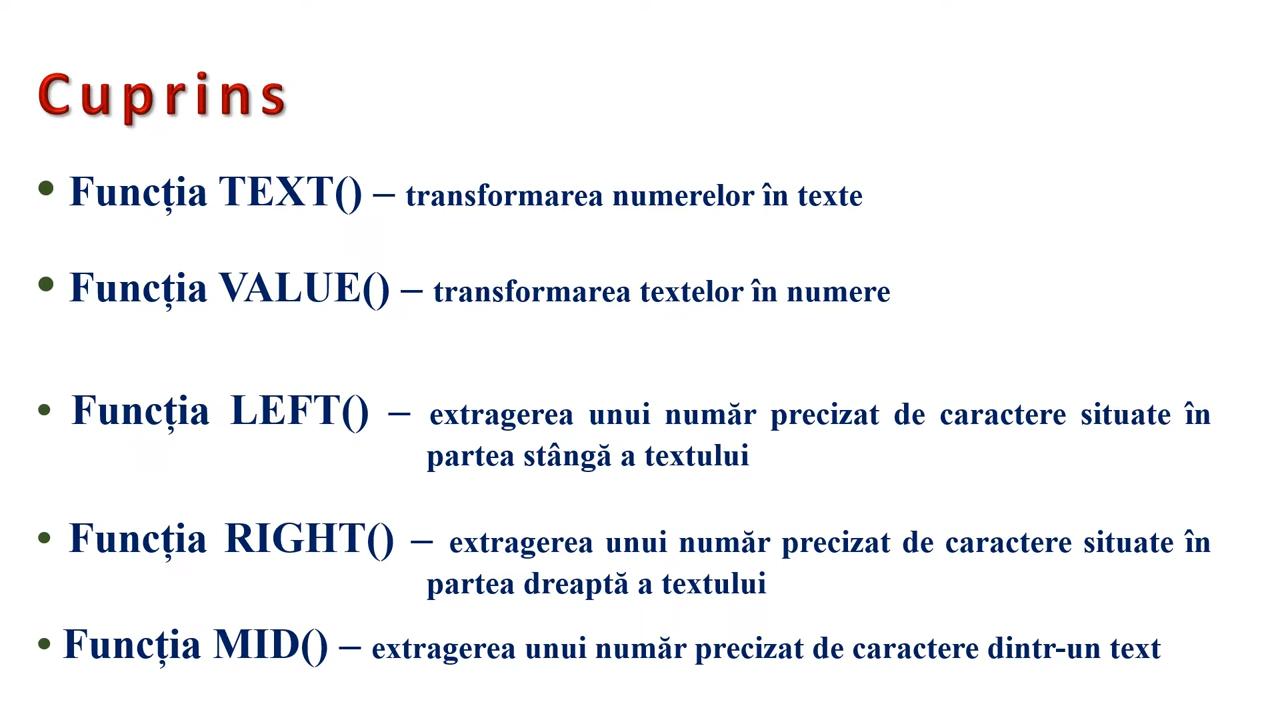 Cuprins
• Funcția TEXT() – transformarea numerelor în texte
• Funcția VALUE() – transformarea textelor în numere
• Funcția LEFT() – extragerea unui număr precizat de caractere situate în
partea stângă a textului
• Funcția RIGHT() – extragerea unui număr precizat de caractere situate în
partea dreaptă a textului
• Funcția MID() – extragerea unui număr precizat de caractere dintr-un text